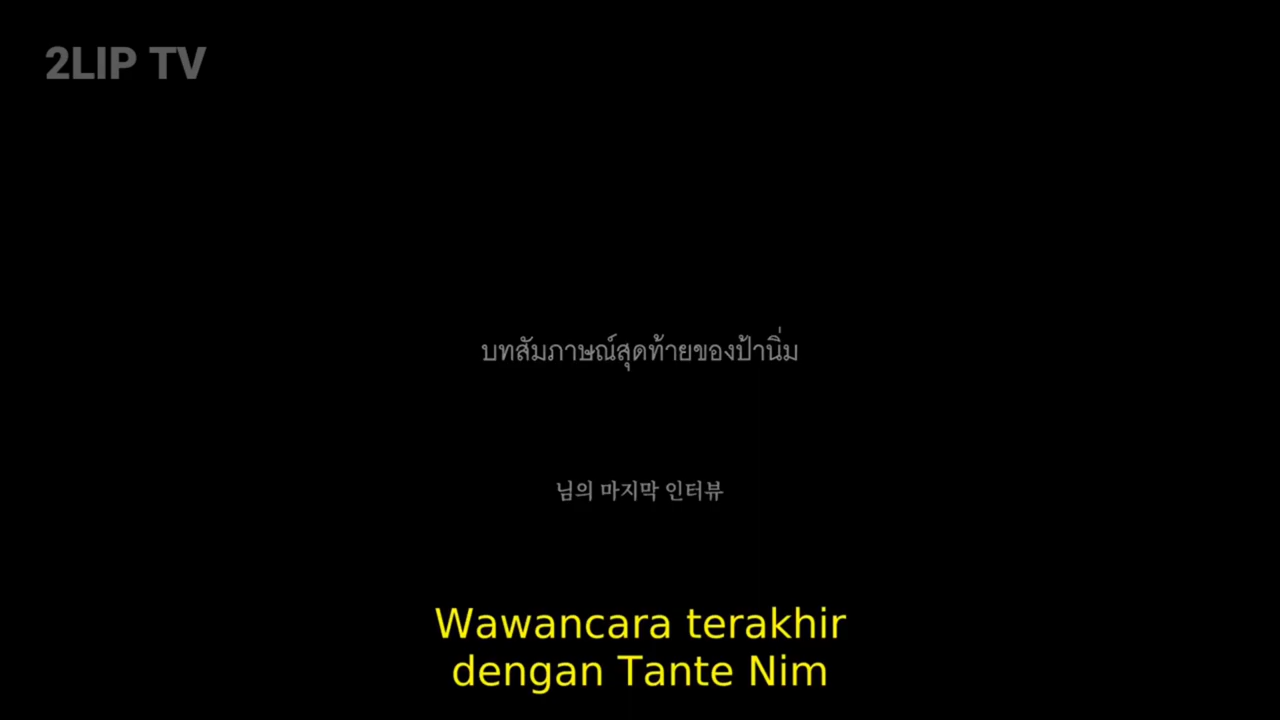 2LIP TV
บทสัมภาษณ์สุดท้ายของป้านิ่ม
님의 마지막 인터뷰
Wawancara terakhir
dengan Tante Nim